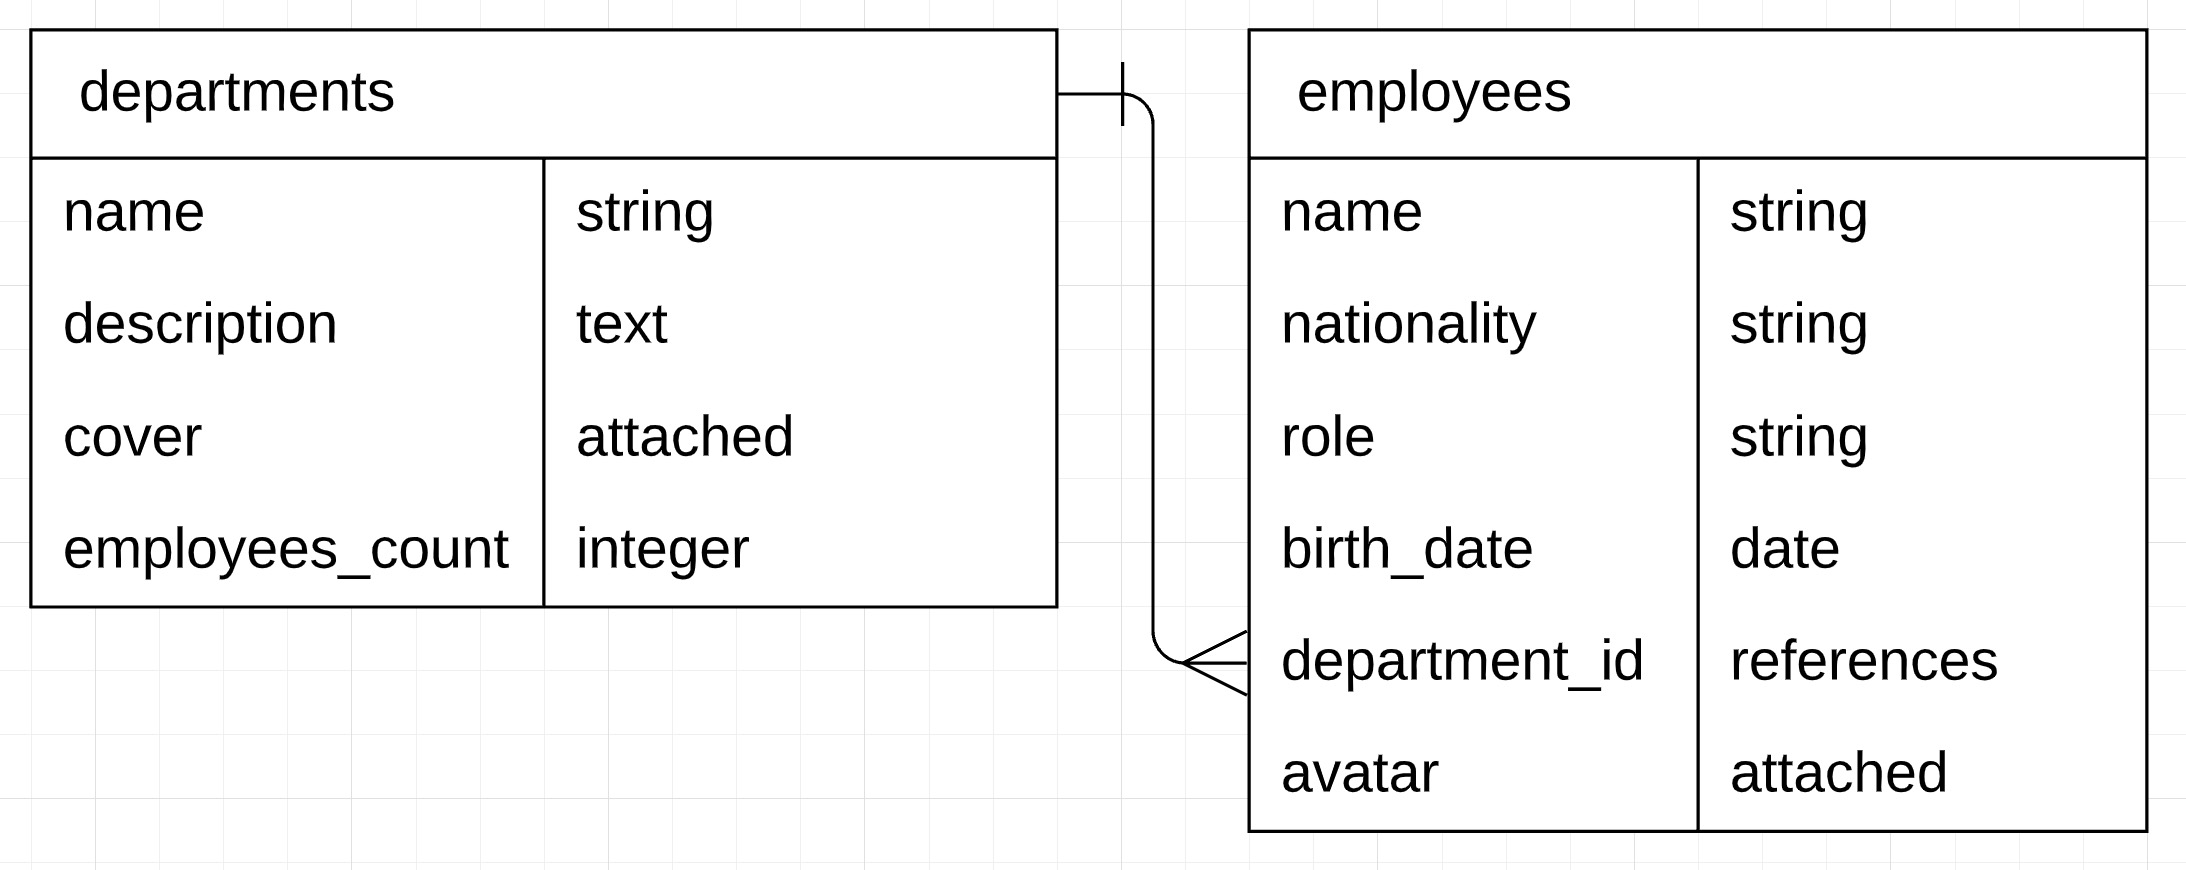 departments
name string
description text
cover attached
employees_count integer
employees
name string
nationality string
role string
birth_date date
department_id references
avatar attached